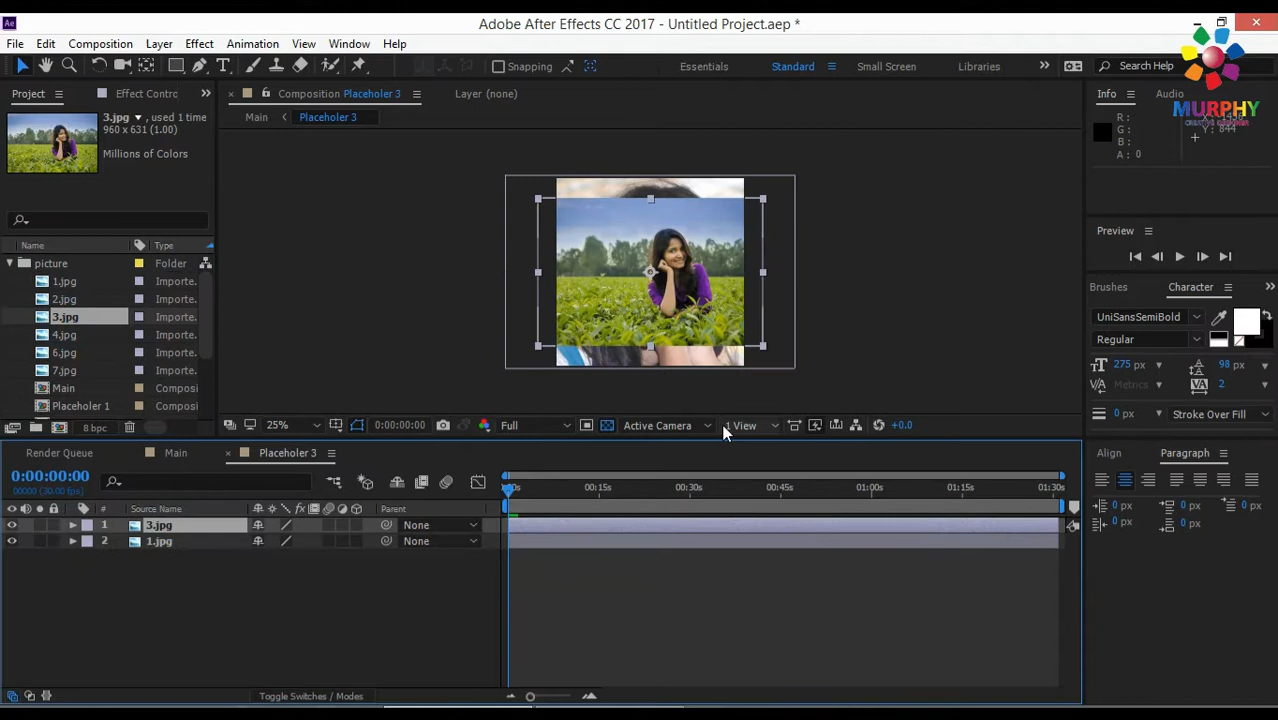 Adobe After Effects CC 2017 - Untitled Project.aep *
File Edit Composition Layer Effect Animation View Window Help
Snapping Essentials Standard Small Screen Libraries Search Help
MURPHY
Project Effect Contro Composition Placeholer 3 Layer (none) Info Audio
Main Placeholer 3
3.jpg , used 1 time
960 x 631 (1.00)
Millions of Colors
R:
G:
B:
A: 0
Y: 844
Preview
Name Type
picture Folder
1.jpg Importe...
2.jpg Importe...
3.jpg Importe...
4.jpg Importe...
6.jpg Importe...
7.jpg Importe...
Main Composi
Placeholer 1 Composi
Brushes Character
UniSansSemiBold
Regular
275 px 98 px
Metrics 2
0 px Stroke Over Fill
8 bpc 25% 0:00:00:00 Full Active Camera 1 View +0.0
Render Queue Main Placeholer 3
Align Paragraph
0:00:00:00
00000 (30.00 fps)
00:15s 00:30s 00:45s 01:00s 01:15s 01:30s
# Source Name Parent
1 3.jpg None
2 1.jpg None
0 px 0 px 0 px
0 px 0 px
Toggle Switches / Modes